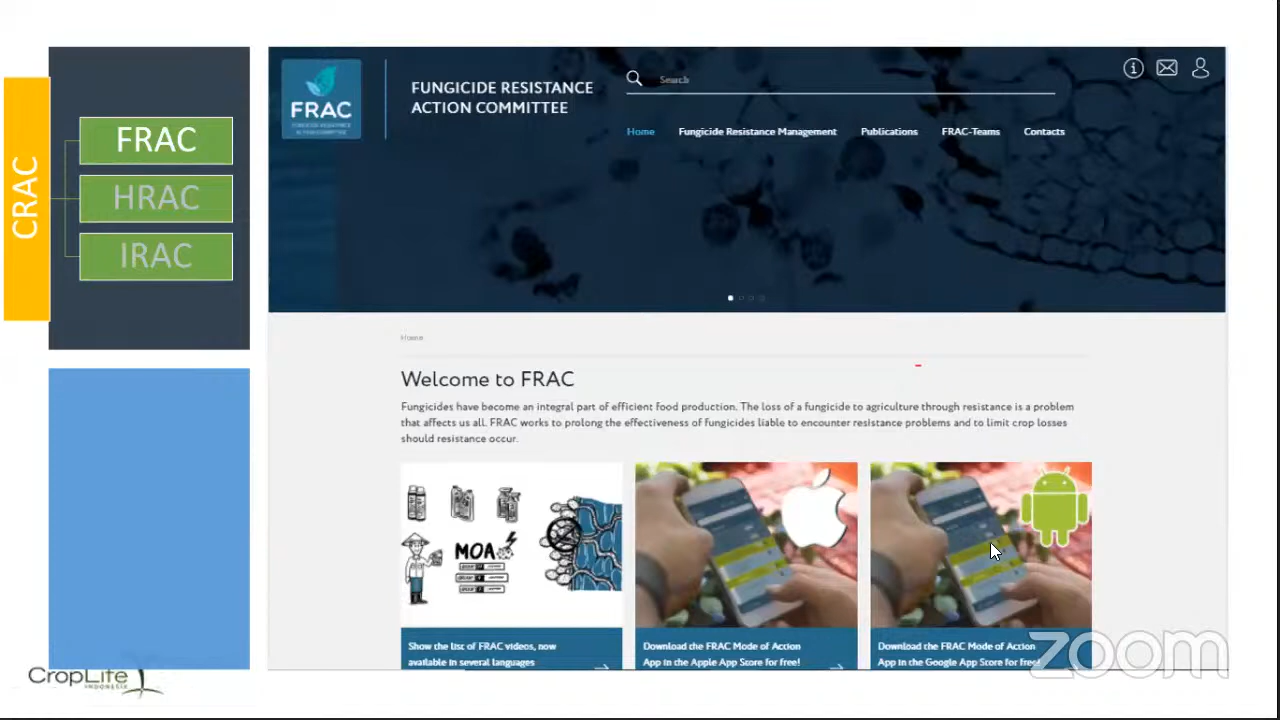 CRAC
FRAC
HRAC
IRAC
FRAC
FUNGICIDE RESISTANCE
ACTION COMMITTEE
FUNGICIDE RESISTANCE
ACTION COMMITTEE
Search
Home
Fungicide Resistance Management
Publications
FRAC-Teams
Contacts
Home
Welcome to FRAC
Fungicides have become an integral part of efficient food production. The loss of a fungicide to agriculture through resistance is a problem
that affects us all. FRAC works to prolong the effectiveness of fungicides liable to encounter resistance problems and to limit crop losses
should resistance occur.
MOA
Show the list of FRAC videos, now
available in several languages
Download the FRAC Mode of Action
App in the Apple App Store for free!
Download the FRAC Mode of Action
App in the Google App Store for free!
zoom
CropLife
INDONESIA